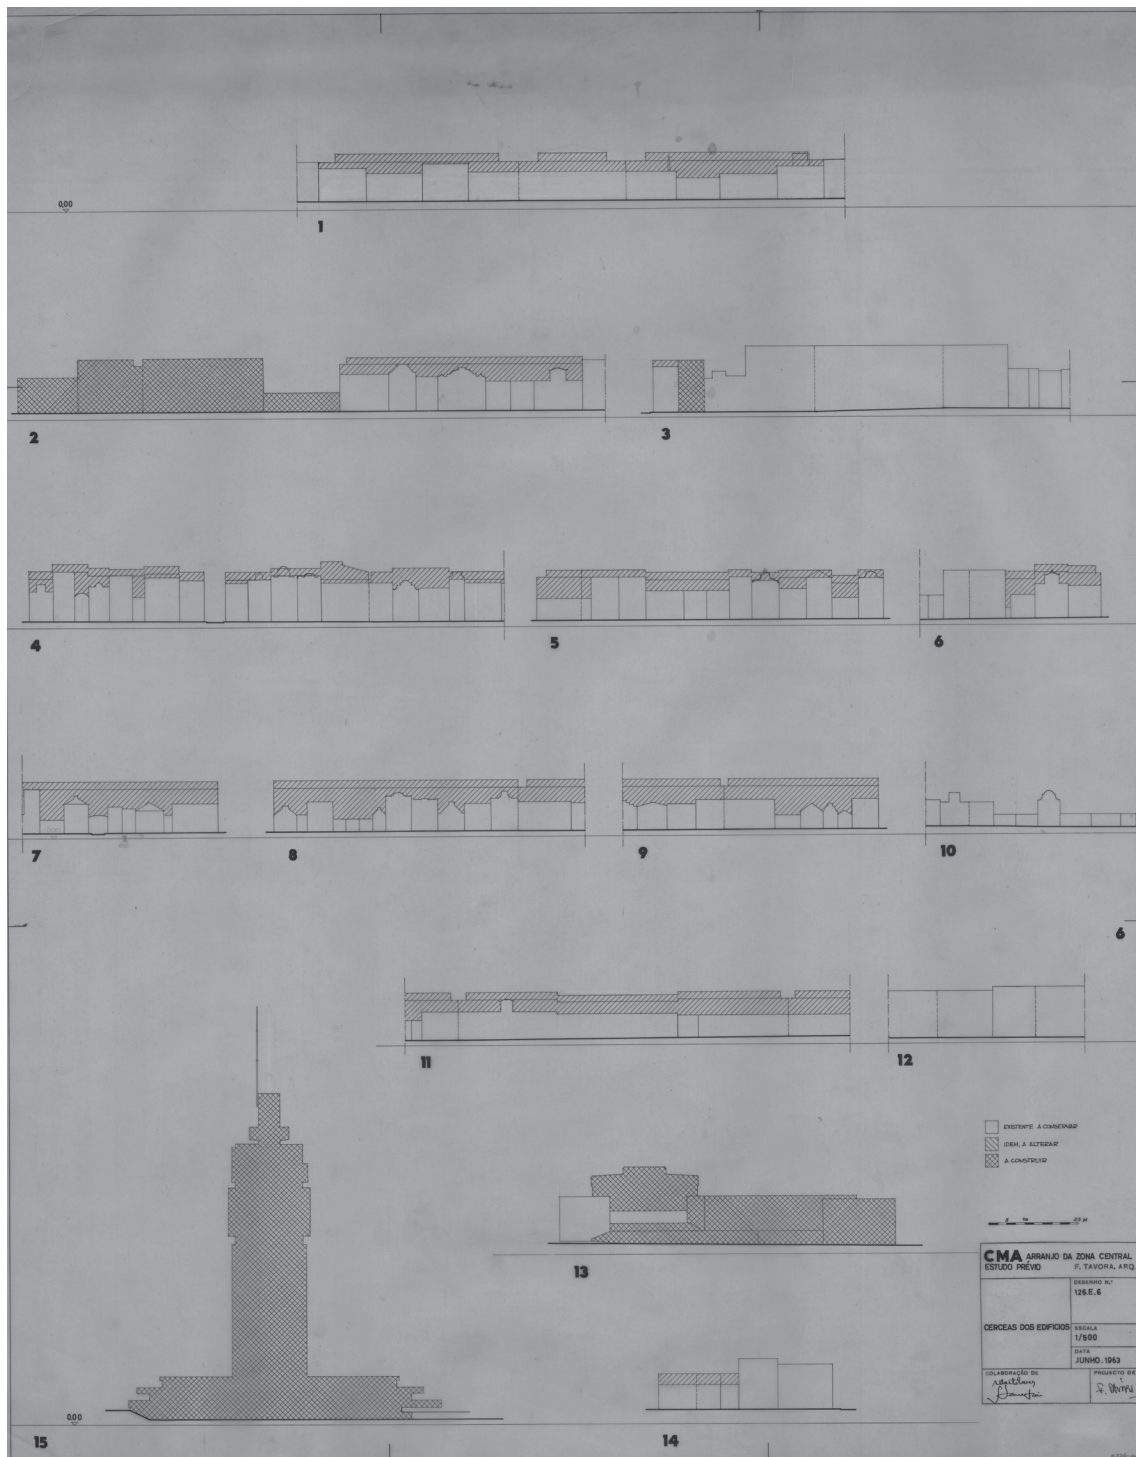 0.00
1
2
3
4
5
6
7
8
9
10
6
11
12
EXISTENTE A CONSERVAR
IDEM, A ALTERAR
A CONSTRUIR
13
CMA ARRANJO DA ZONA CENTRAL
ESTUDO PRÉVIO F. TAVORA, ARQ
DESENHO N.º
126.E.6
CERCEAS DOS EDIFICIOS
ESCALA
1/500
DATA
JUNHO.1963
COLABORAÇÃO DE
PROJECTO DE
0.00
15
14